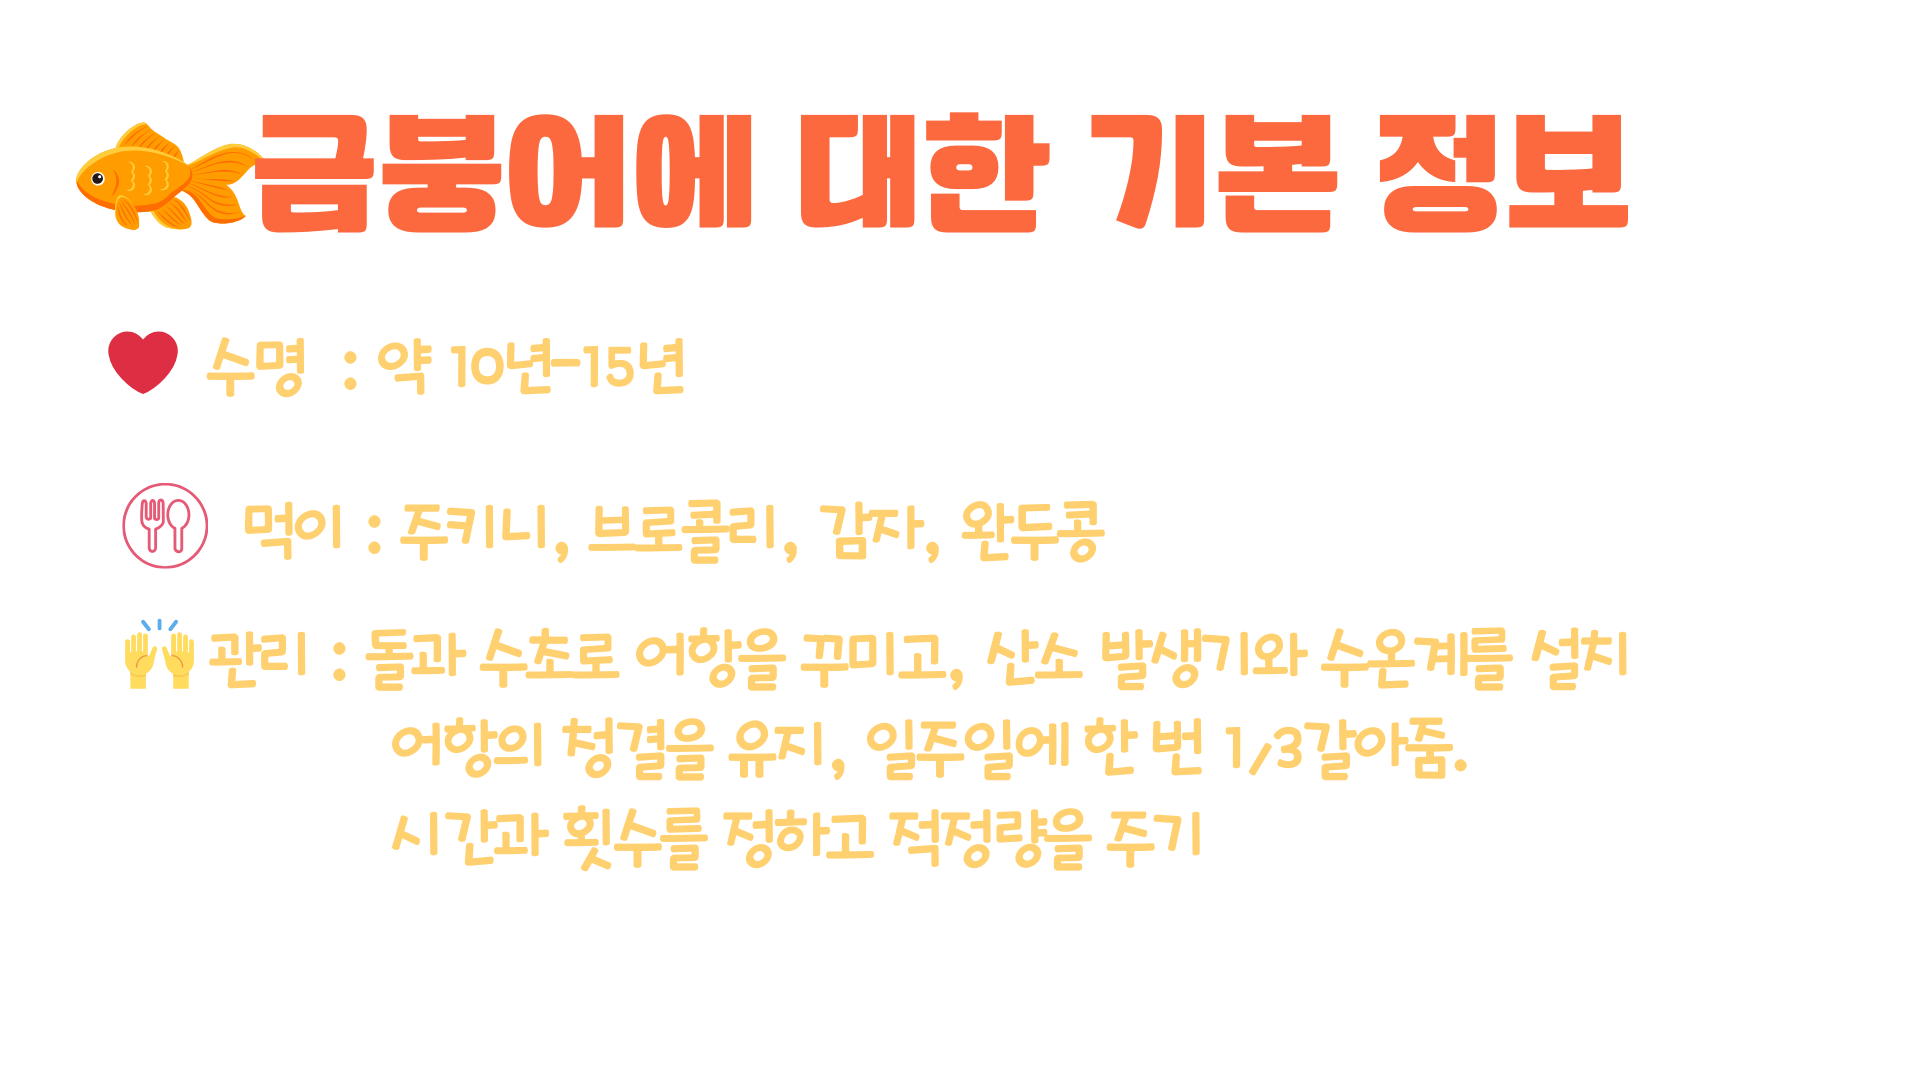 금붕어에 대한 기본 정보
수명 : 약 10년-15년
먹이 : 주키니, 브로콜리, 감자, 완두콩
관리 : 돌과 수초로 어항을 꾸미고, 산소 발생기와 수온계를 설치
어항의 청결을 유지, 일주일에 한 번 1/3갈아줌.
시간과 횟수를 정하고 적정량을 주기